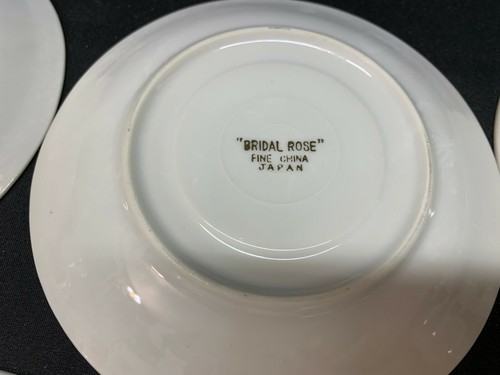 "BRIDAL ROSE"
FINE CHINA
JAPAN